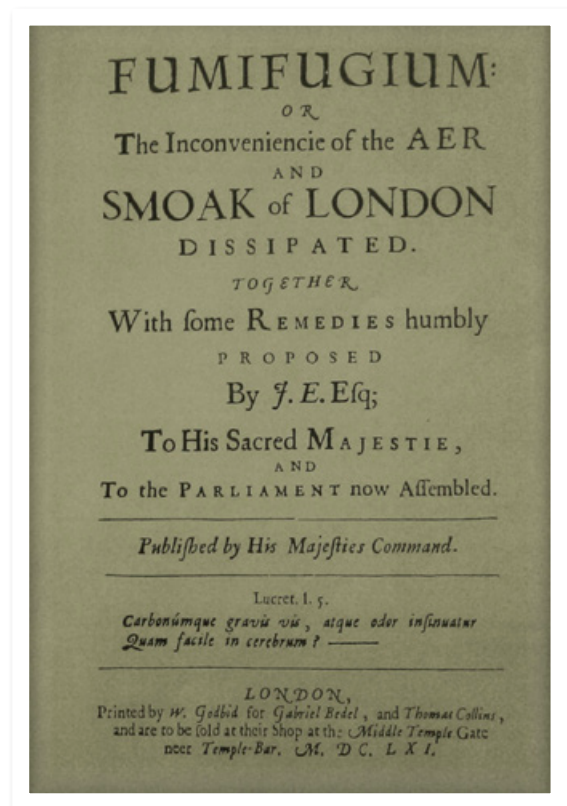 FUMIFUGIUM:
OR
The Inconveniencie of the AER
AND
SMOAK of LONDON
DISSIPATED.
TOGETHER
With ſome REMEDIES humbly
PROPOSED
By J. E. Eſq;
To His Sacred MAJESTIE,
AND
To the PARLIAMENT now Aſſembled.
Publiſhed by His Majeſties Command.
Lucret. l. 5.
Carbonúmque gravis vis, atque odor inſinuatur
Quam facile in cerebrum? ———
LONDON,
Printed by W. Godbid for Gabriel Bedel, and Thomas Collins,
and are to be ſold at their Shop at the Middle Temple Gate
neer Temple-Bar. M. D C. L X I.